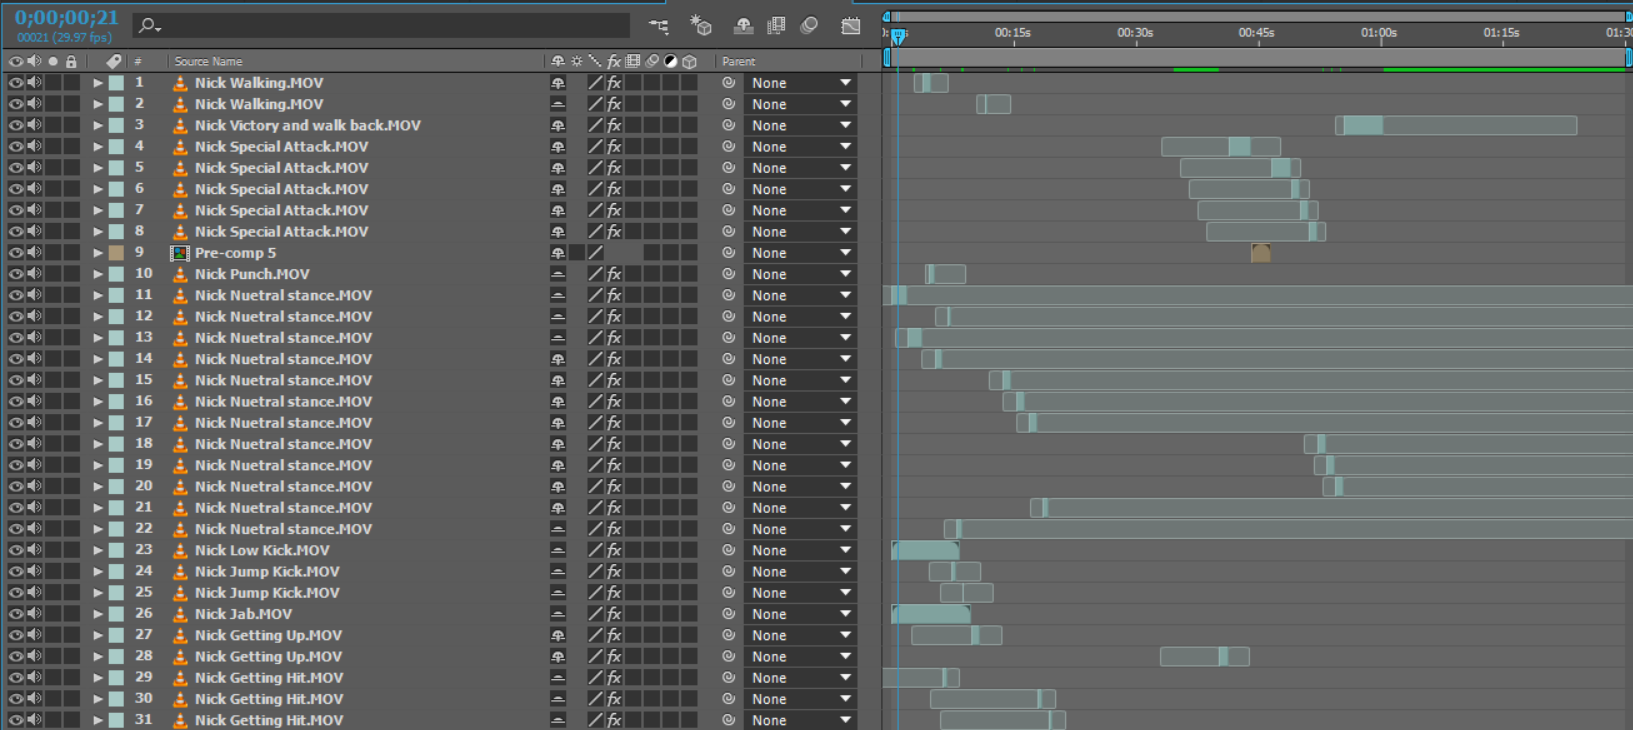 0;00;00;21
00021 (29.97 fps)
00:15s 00:30s 00:45s 01:00s 01:15s 01:30
# Source Name fx Parent
1 Nick Walking.MOV fx None
2 Nick Walking.MOV fx None
3 Nick Victory and walk back.MOV fx None
4 Nick Special Attack.MOV fx None
5 Nick Special Attack.MOV fx None
6 Nick Special Attack.MOV fx None
7 Nick Special Attack.MOV fx None
8 Nick Special Attack.MOV fx None
9 Pre-comp 5 None
10 Nick Punch.MOV fx None
11 Nick Nuetral stance.MOV fx None
12 Nick Nuetral stance.MOV fx None
13 Nick Nuetral stance.MOV fx None
14 Nick Nuetral stance.MOV fx None
15 Nick Nuetral stance.MOV fx None
16 Nick Nuetral stance.MOV fx None
17 Nick Nuetral stance.MOV fx None
18 Nick Nuetral stance.MOV fx None
19 Nick Nuetral stance.MOV fx None
20 Nick Nuetral stance.MOV fx None
21 Nick Nuetral stance.MOV fx None
22 Nick Nuetral stance.MOV fx None
23 Nick Low Kick.MOV fx None
24 Nick Jump Kick.MOV fx None
25 Nick Jump Kick.MOV fx None
26 Nick Jab.MOV fx None
27 Nick Getting Up.MOV fx None
28 Nick Getting Up.MOV fx None
29 Nick Getting Hit.MOV fx None
30 Nick Getting Hit.MOV fx None
31 Nick Getting Hit.MOV fx None